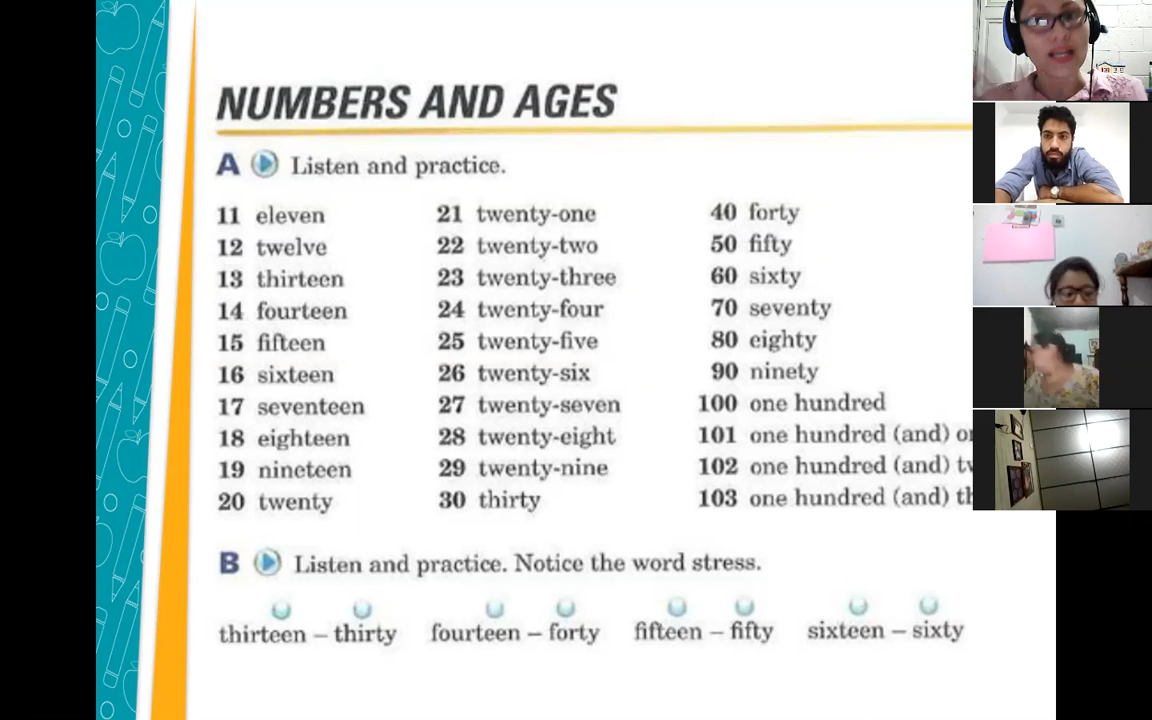 NUMBERS AND AGES
A Listen and practice.
11 eleven 21 twenty-one 40 forty
12 twelve 22 twenty-two 50 fifty
13 thirteen 23 twenty-three 60 sixty
14 fourteen 24 twenty-four 70 seventy
15 fifteen 25 twenty-five 80 eighty
16 sixteen 26 twenty-six 90 ninety
17 seventeen 27 twenty-seven 100 one hundred
18 eighteen 28 twenty-eight 101 one hundred (and)
19 nineteen 29 twenty-nine 102 one hundred (and)
20 twenty 30 thirty 103 one hundred (and)
B Listen and practice. Notice the word stress.
thirteen – thirty fourteen – forty fifteen – fifty sixteen – sixty